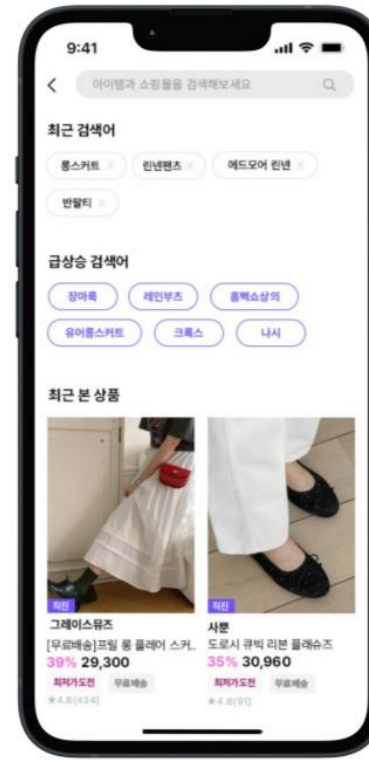 9:41
아이템과 쇼핑몰을 검색해보세요
최근 검색어
롱스커트 X 린넨팬츠 X 에드모어 린넨 X
반팔티 X
급상승 검색어
장마룩 레인부츠 흠뻑쇼상의
유어롱스커트 크록스 나시
최근 본 상품
직진 직진
그레이스뮤즈 사뿐
[무료배송]프릴 롱 플레어 스커.. 도로시 큐빅 리본 플래슈즈
39% 29,300 35% 30,960
최저가도전 무료배송 최저가도전 무료배송
★4.8(434) ★4.8(91)